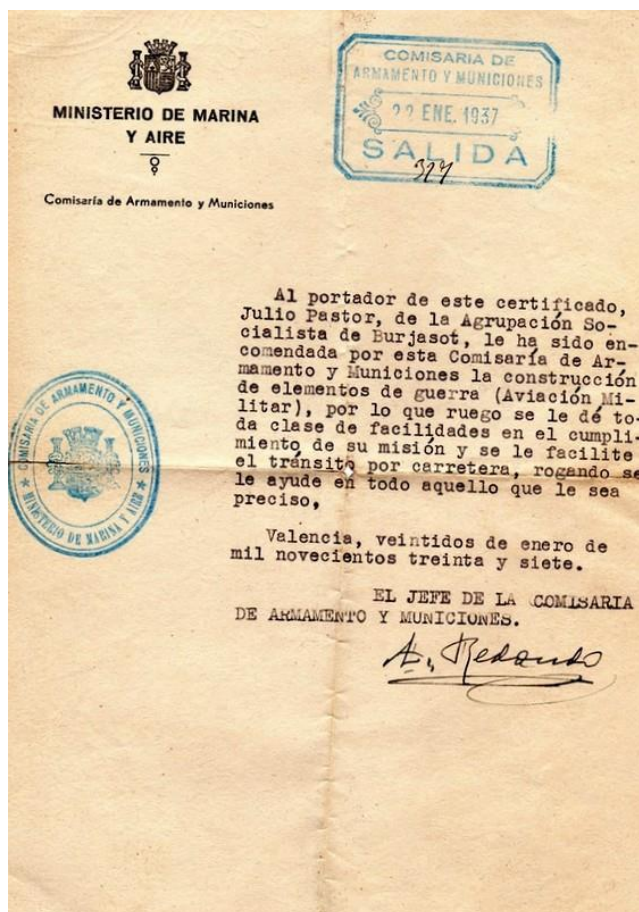 MINISTERIO DE MARINA
Y AIRE
Comisaría de Armamento y Municiones
COMISARIA DE
ARMAMENTO Y MUNICIONES
22 ENE. 1937
SALIDA
Al portador de este certificado,
Julio Pastor, de la Agrupación So-
cialista de Burjasot, le ha sido en-
comendada por esta Comisaría de Ar-
mamento y Municiones la construcción
de elementos de guerra (Aviación Mi-
litar), por lo que ruego se le dé to-
da clase de facilidades en el cumpli-
miento de su misión y se le facilite
el tránsito por carretera, rogando se
le ayude en todo aquello que le sea
preciso,
COMISARIA DE ARMAMENTO Y MUNICIONES
MINISTERIO DE MARINA Y AIRE
Valencia, veintidos de enero de
mil novecientos treinta y siete.
EL JEFE DE LA COMISARIA
DE ARMAMENTO Y MUNICIONES.
A. Redondo